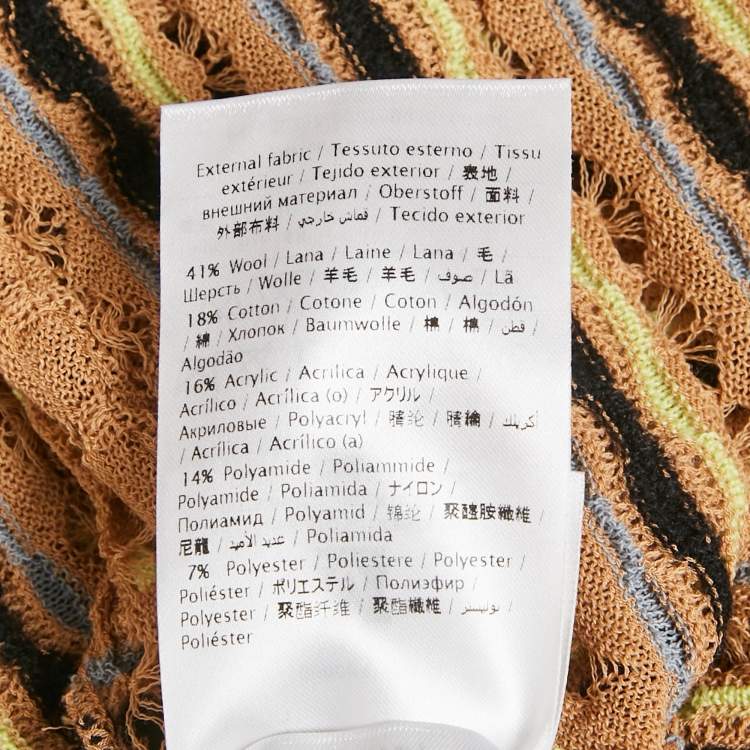 External fabric / Tessuto esterno / Tissu
extérieur / Tejido exterior / 表地 /
внешний материал / Oberstoff / 面料 /
外部布料 / قماش خارجي / Tecido exterior
41% Wool / Lana / Laine / Lana / 毛 /
Шерсть / Wolle / 羊毛 / 羊毛 / صوف / Lã
18% Cotton / Cotone / Coton / Algodón
/ 綿 / Хлопок / Baumwolle / 棉 / 棉 / قطن /
Algodão
16% Acrylic / Acrilica / Acrylique /
Acrílico / Acrílica (o) / アクリル /
Акриловые / Polyacryl / 腈纶 / 腈綸 / أكريلك
/ Acrílica / Acrílico (a)
14% Polyamide / Poliammide /
Polyamide / Poliamida / ナイロン /
Полиамид / Polyamid / 锦纶 / 聚醯胺纖維 /
尼龍 / عديد الأميد / Poliamida
7% Polyester / Poliestere / Polyester /
Poliéster / ポリエステル / Полиэфир /
Polyester / 聚酯纤维 / 聚酯纖維 / بوليستر /
Poliéster